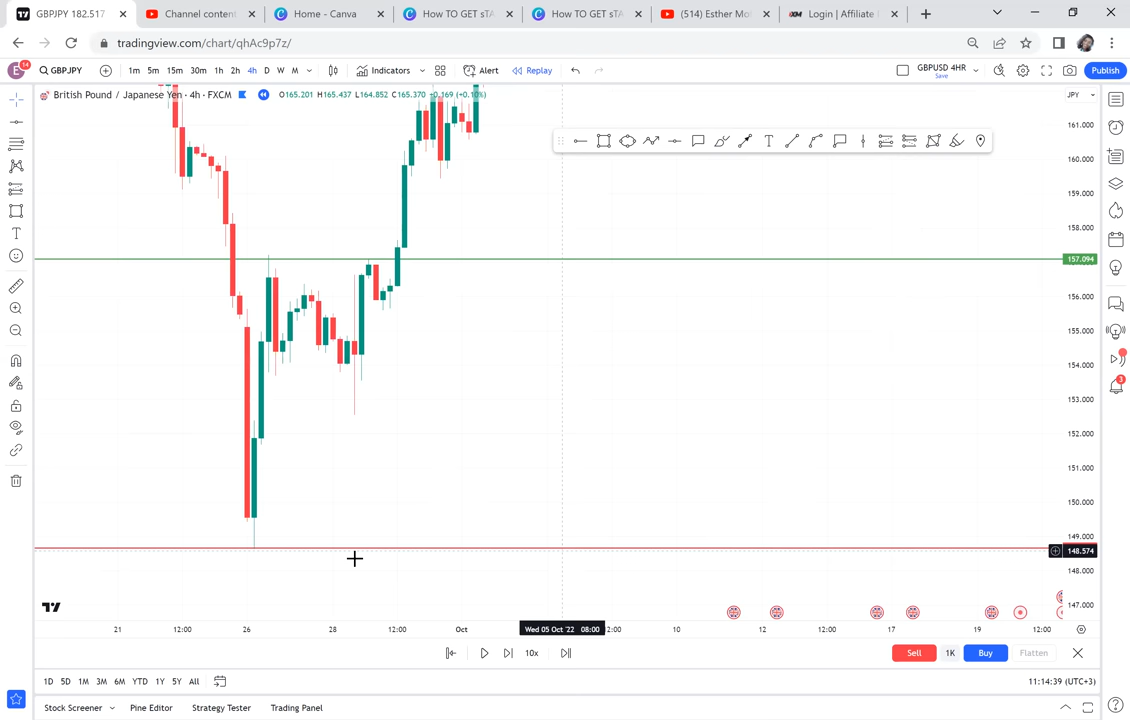 GBPJPY 182.517
Channel content
Home - Canva
How TO GET sTA
How TO GET sTA
(514) Esther Mo
XM Login | Affiliate
tradingview.com/chart/qhAc9p7z/
E 14 GBPJPY 1m 5m 15m 30m 1h 2h 4h D W M Indicators Alert Replay GBPUSD 4HR Save Publish
British Pound / Japanese Yen · 4h · FXCM O165.201 H165.437 L164.852 C165.370 +0.169 (+0.10%) JPY
161.000
160.000
159.000
158.000
157.094
156.000
155.000
154.000
153.000
152.000
151.000
150.000
149.000
148.574
148.000
147.000
21 12:00 26 28 12:00 Oct Wed 05 Oct '22 08:00 2:00 10 12 12:00 17 19 12:00
10x Sell 1K Buy Flatten
1D 5D 1M 3M 6M YTD 1Y 5Y All 11:14:39 (UTC+3)
Stock Screener Pine Editor Strategy Tester Trading Panel
3